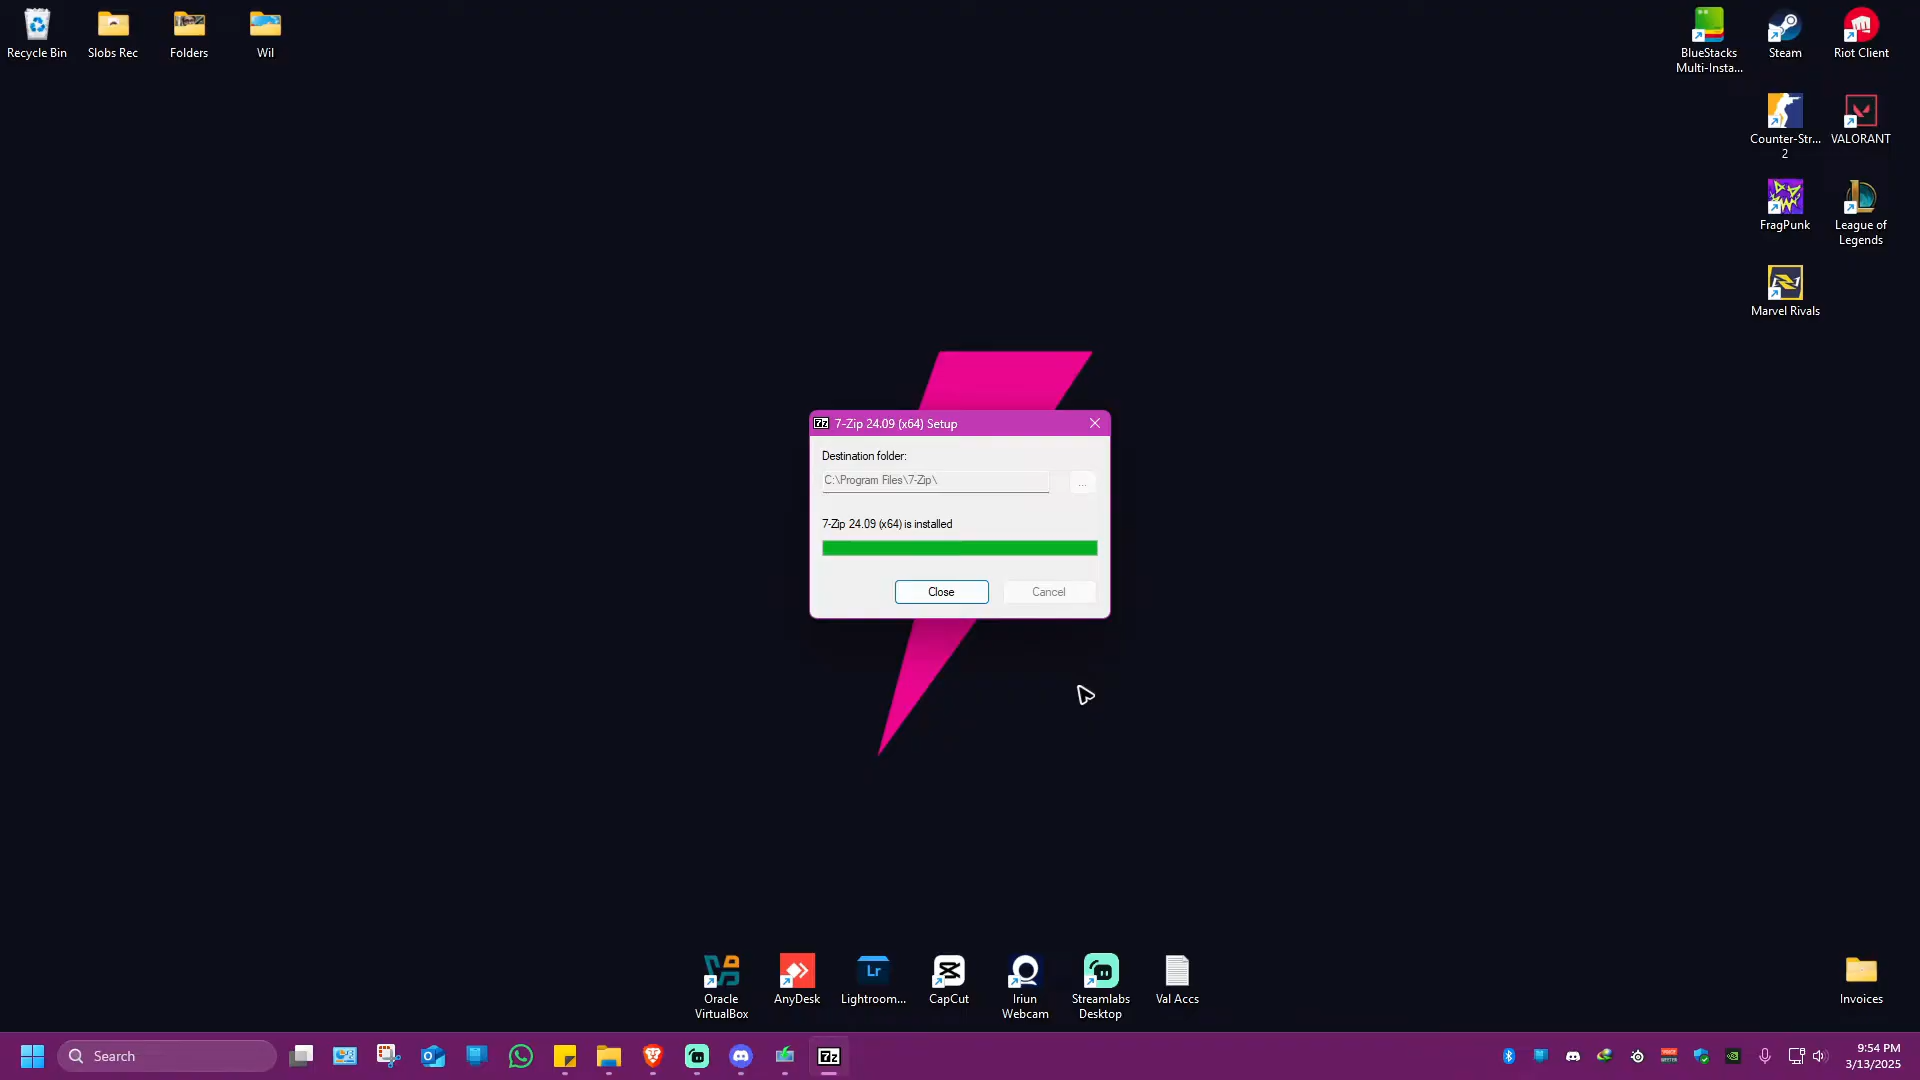 Recycle Bin
Slobs Rec
Folders
Wil
BlueStacks
Multi-Insta...
Steam
Riot Client
Counter-Str...
2
VALORANT
FragPunk
League of
Legends
Marvel Rivals
7-Zip 24.09 (x64) Setup
Destination folder:
C:\Program Files\7-Zip\
...
7-Zip 24.09 (x64) is installed
Close
Cancel
Oracle
VirtualBox
AnyDesk
Lr
Lightroom...
CapCut
Iriun
Webcam
Streamlabs
Desktop
Val Accs
Invoices
Search
7z
9:54 PM
3/13/2025